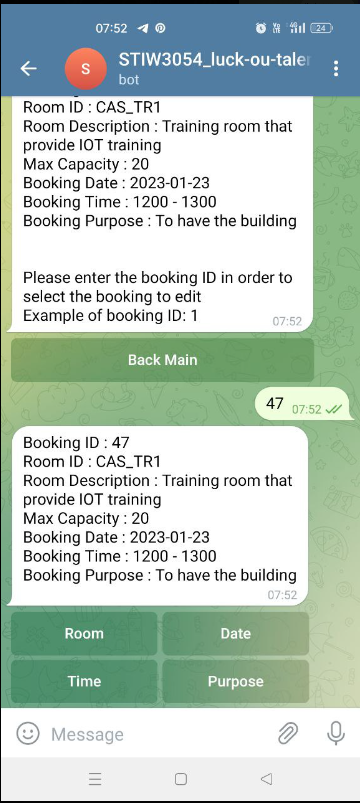 07:52
24
STIW3054_luck-ou-taler
S
bot
Room ID : CAS_TR1
Room Description : Training room that
provide IOT training
Max Capacity : 20
Booking Date : 2023-01-23
Booking Time : 1200 - 1300
Booking Purpose : To have the building
Please enter the booking ID in order to
select the booking to edit
Example of booking ID: 1
07:52
Back Main
47
07:52
Booking ID : 47
Room ID : CAS_TR1
Room Description : Training room that
provide IOT training
Max Capacity : 20
Booking Date : 2023-01-23
Booking Time : 1200 - 1300
Booking Purpose : To have the building
07:52
Room
Date
Time
Purpose
Message